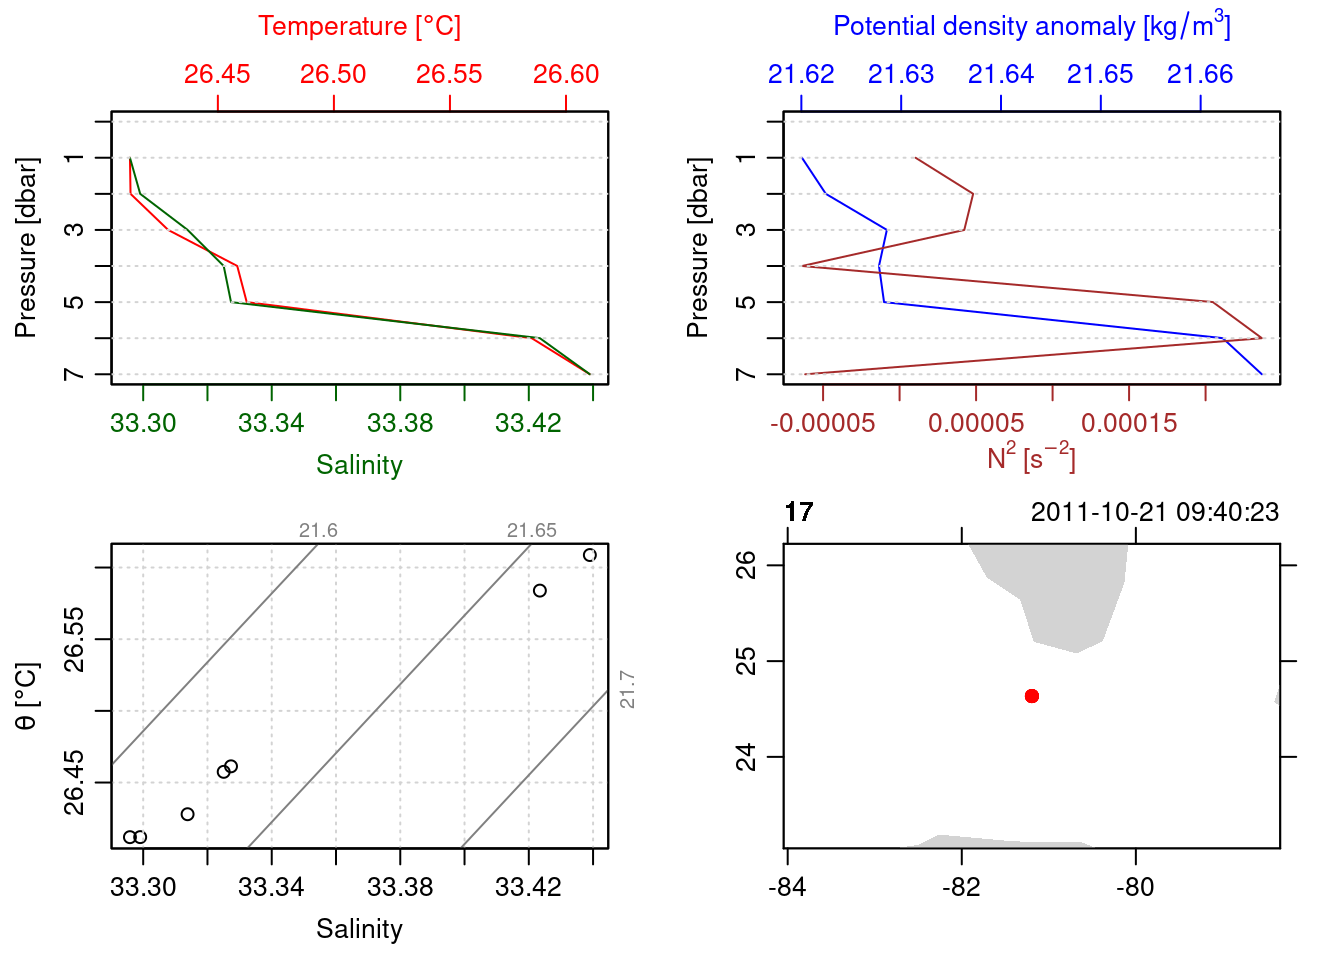 Temperature [°C]
26.45 26.50 26.55 26.60
Pressure [dbar]
1
3
5
7
33.30 33.34 33.38 33.42
Salinity
Potential density anomaly [kg/m³]
21.62 21.63 21.64 21.65 21.66
Pressure [dbar]
1
3
5
7
-0.00005 0.00005 0.00015
N² [s⁻²]
21.6 21.65
21.7
θ [°C]
26.55
26.45
33.30 33.34 33.38 33.42
Salinity
17 2011-10-21 09:40:23
26
25
24
-84 -82 -80